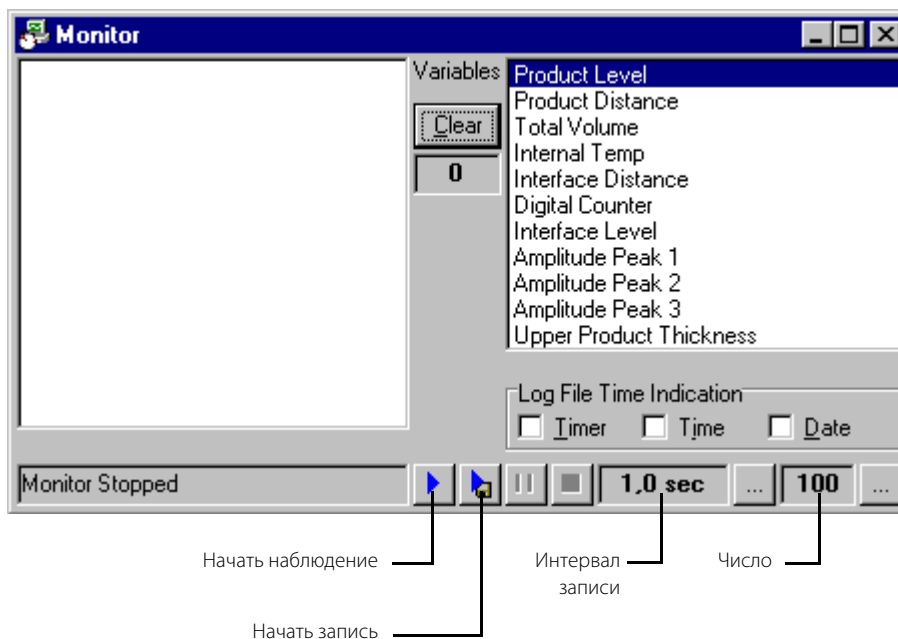 Monitor
Variables
Clear
0
Product Level
Product Distance
Total Volume
Internal Temp
Interface Distance
Digital Counter
Interface Level
Amplitude Peak 1
Amplitude Peak 2
Amplitude Peak 3
Upper Product Thickness
Log File Time Indication
Timer Time Date
Monitor Stopped 1,0 sec ... 100 ...
Начать наблюдение Интервал Число
записи
Начать запись